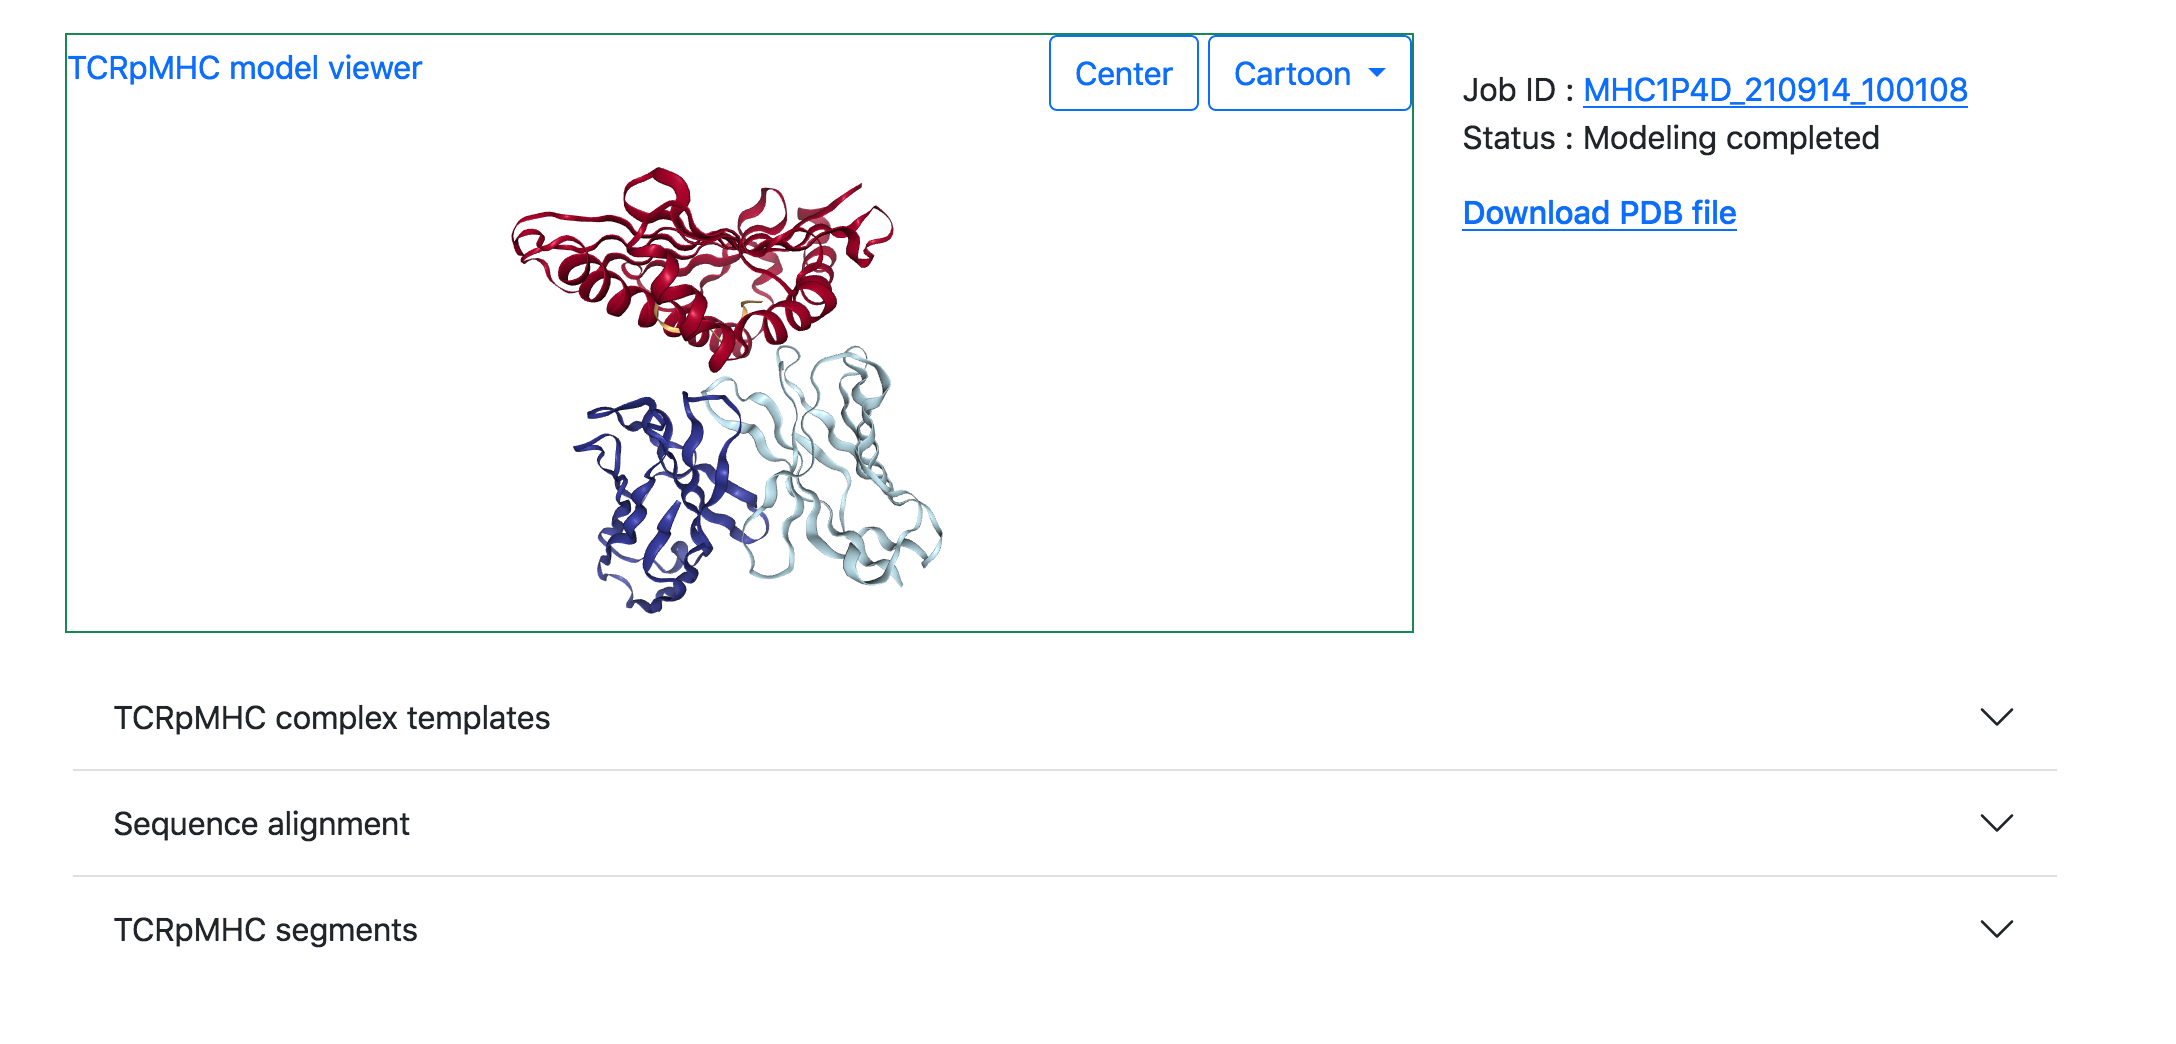 TCRpMHC model viewer
Center
Cartoon
Job ID : MHC1P4D_210914_100108
Status : Modeling completed
Download PDB file
TCRpMHC complex templates
Sequence alignment
TCRpMHC segments